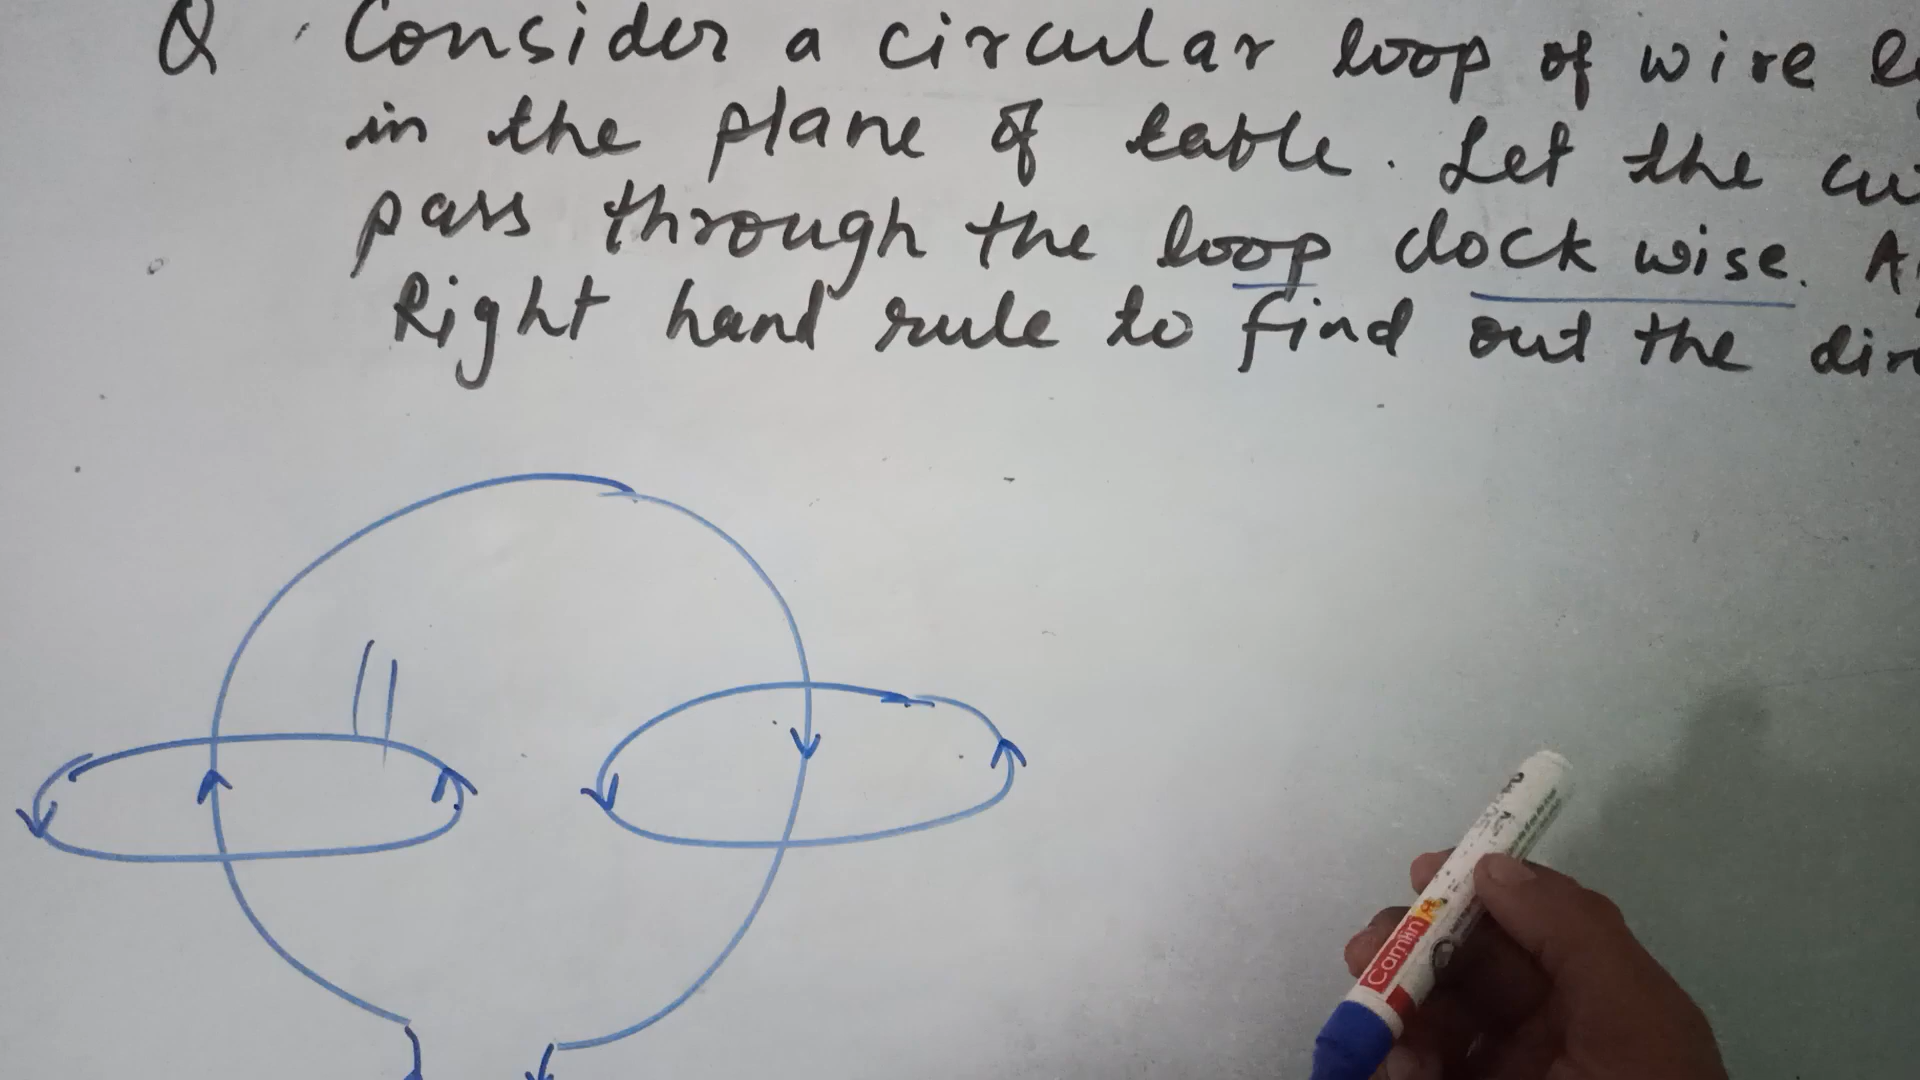 Q. Consider a circular loop of wire
in the plane of table. Let the
pass through the loop clockwise.
Right hand rule to find out the
Camlin